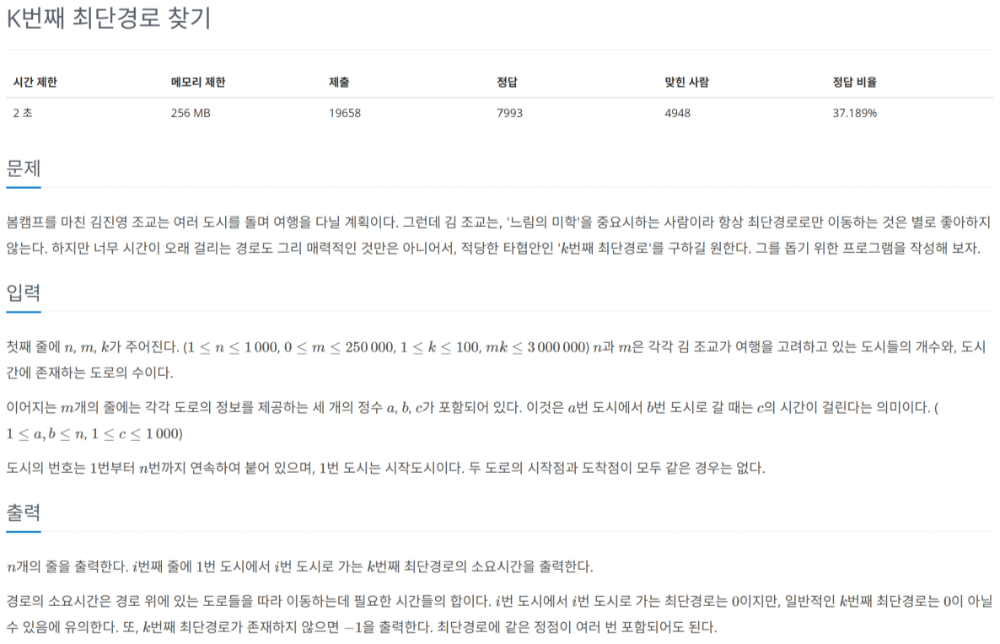 K번째 최단경로 찾기
시간 제한 메모리 제한 제출 정답 맞힌 사람 정답 비율
2 초 256 MB 19658 7993 4948 37.189%
문제
봄캠프를 마친 김진영 조교는 여러 도시를 돌며 여행을 다닐 계획이다. 그런데 김 조교는, '느림의 미학'을 중요시하는 사람이라 항상 최단경로로만 이동하는 것은 별로 좋아하지
않는다. 하지만 너무 시간이 오래 걸리는 경로도 그리 매력적인 것만은 아니어서, 적당한 타협안인 'k번째 최단경로'를 구하길 원한다. 그를 돕기 위한 프로그램을 작성해 보자.
입력
첫째 줄에 n, m, k가 주어진다. (1 ≤ n ≤ 1 000, 0 ≤ m ≤ 250 000, 1 ≤ k ≤ 100, mk ≤ 3 000 000) n과 m은 각각 김 조교가 여행을 고려하고 있는 도시들의 개수와, 도시
간에 존재하는 도로의 수이다.
이어지는 m개의 줄에는 각각 도로의 정보를 제공하는 세 개의 정수 a, b, c가 포함되어 있다. 이것은 a번 도시에서 b번 도시로 갈 때는 c의 시간이 걸린다는 의미이다. (
1 ≤ a, b ≤ n, 1 ≤ c ≤ 1 000)
도시의 번호는 1번부터 n번까지 연속하여 붙어 있으며, 1번 도시는 시작도시이다. 두 도로의 시작점과 도착점이 모두 같은 경우는 없다.
출력
n개의 줄을 출력한다. i번째 줄에 1번 도시에서 i번 도시로 가는 k번째 최단경로의 소요시간을 출력한다.
경로의 소요시간은 경로 위에 있는 도로들을 따라 이동하는데 필요한 시간들의 합이다. i번 도시에서 i번 도시로 가는 최단경로는 0이지만, 일반적인 k번째 최단경로는 0이 아닐
수 있음에 유의한다. 또, k번째 최단경로가 존재하지 않으면 −1을 출력한다. 최단경로에 같은 정점이 여러 번 포함되어도 된다.